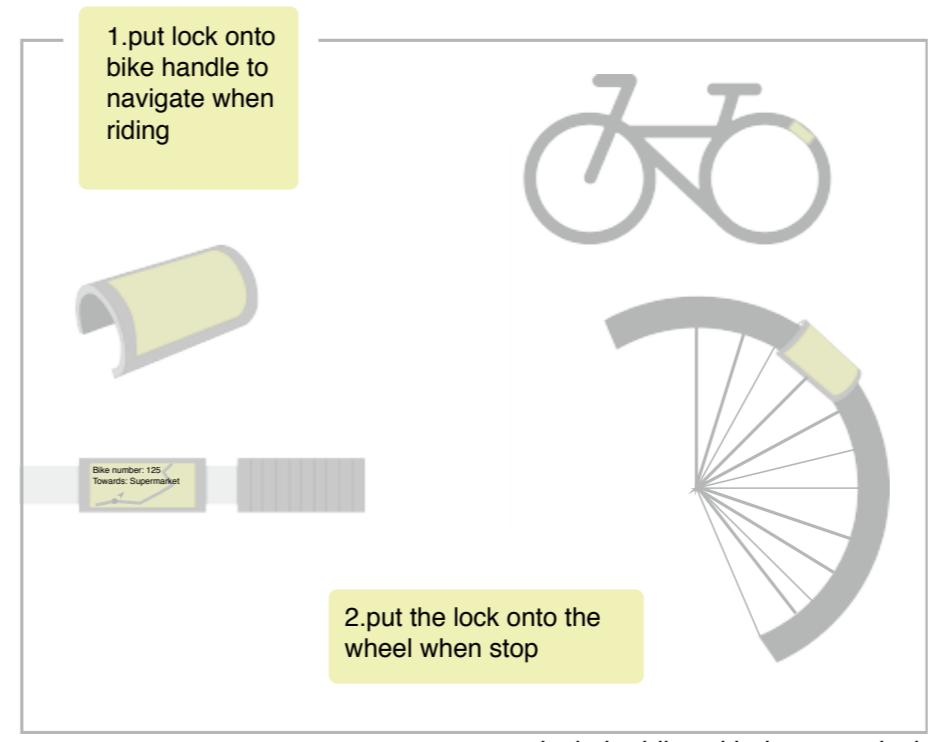 1.put lock onto
bike handle to
navigate when
riding
Bike number: 125
Towards: Supermarket
2.put the lock onto the
wheel when stop